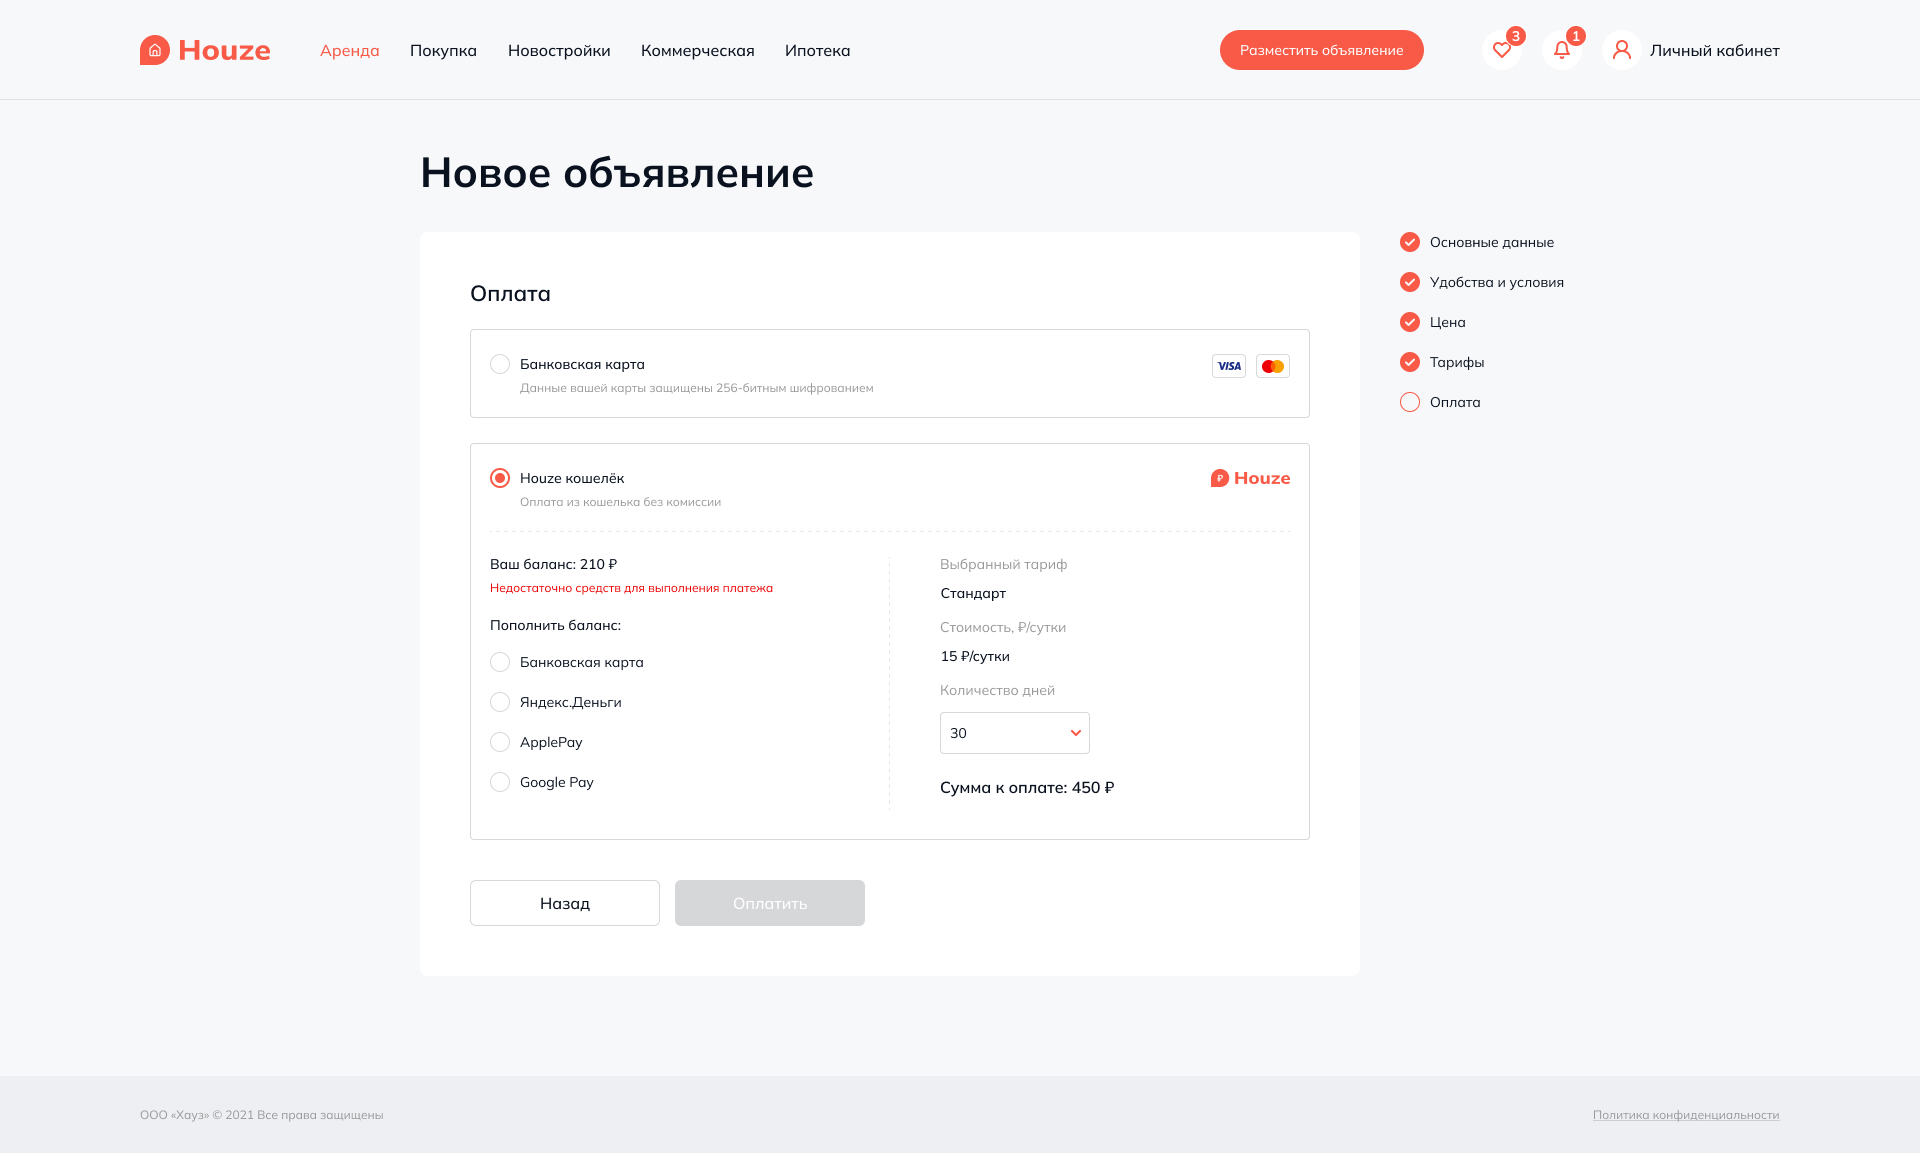 Houze
Аренда
Покупка
Новостройки
Коммерческая
Ипотека
Разместить объявление
3
1
Личный кабинет
Новое объявление
Оплата
Банковская карта
Данные вашей карты защищены 256-битным шифрованием
VISA
Houze кошелёк
Оплата из кошелька без комиссии
₽ Houze
Ваш баланс: 210 ₽
Недостаточно средств для выполнения платежа
Пополнить баланс:
Банковская карта
Яндекс.Деньги
ApplePay
Google Pay
Выбранный тариф
Стандарт
Стоимость, ₽/сутки
15 ₽/сутки
Количество дней
30
Сумма к оплате: 450 ₽
Назад
Оплатить
Основные данные
Удобства и условия
Цена
Тарифы
Оплата
ООО «Хауз» © 2021 Все права защищены
Политика конфиденциальности